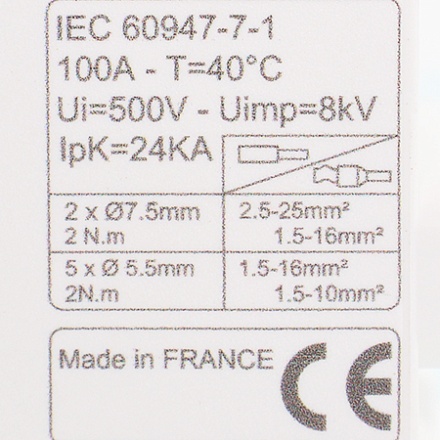 IEC 60947-7-1
100A - T=40°C
Ui=500V - Uimp=8kV
IpK=24KA
2 x Ø7.5mm 2.5-25mm²
2 N.m 1.5-16mm²
5 x Ø 5.5mm 1.5-16mm²
2N.m 1.5-10mm²
Made in FRANCE CE